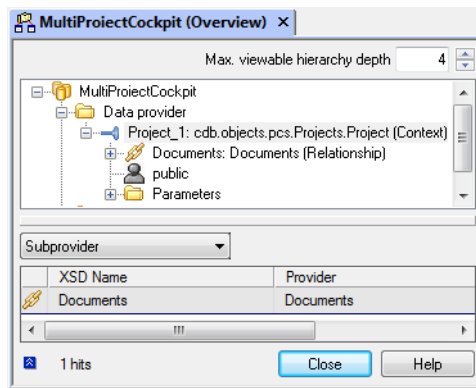 MultiProiectCockpit (Overview)
Max. viewable hierarchy depth 4
MultiProiectCockpit
Data provider
Project_1: cdb.objects.pcs.Projects.Project (Context)
Documents: Documents (Relationship)
public
Parameters
Subprovider
XSD Name Provider
Documents Documents
1 hits Close Help